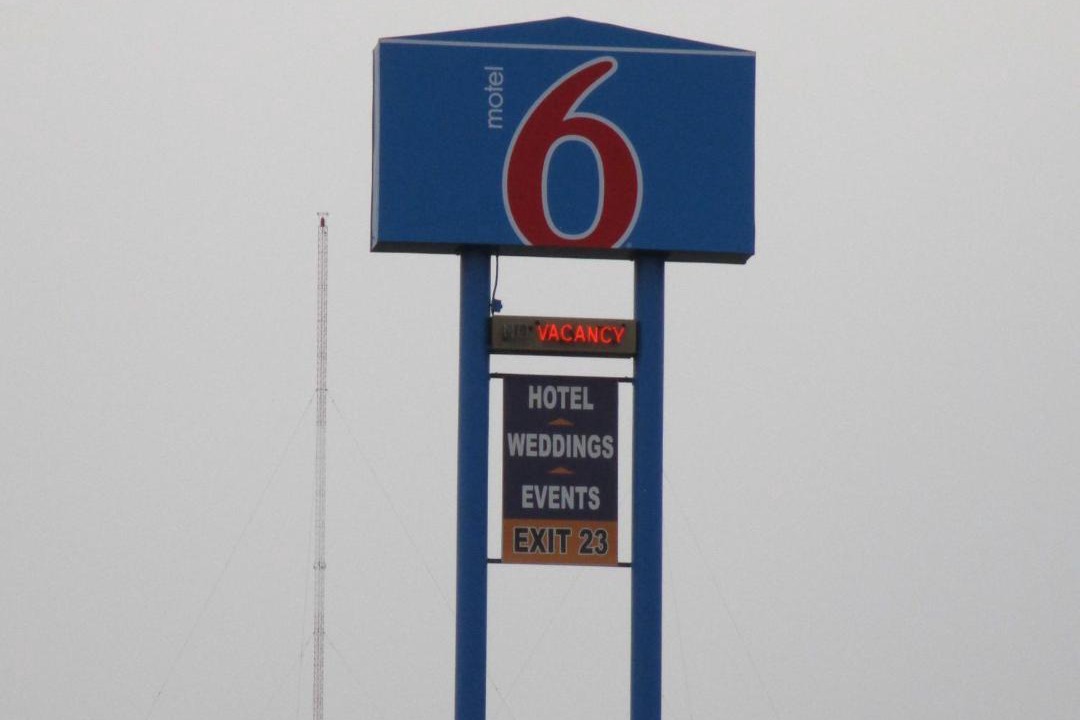 motel
6
VACANCY
HOTEL
WEDDINGS
EVENTS
EXIT 23